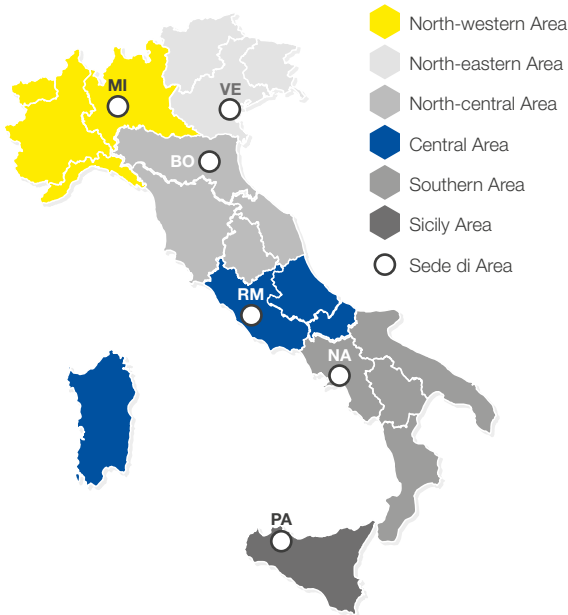 North-western Area
North-eastern Area
North-central Area
Central Area
Southern Area
Sicily Area
Sede di Area
MI
VE
BO
RM
NA
PA